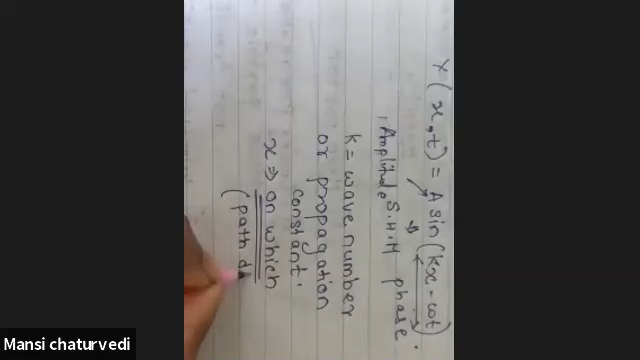 Y(x,t) = A sin (kx - ωt)
Amplitude S.H.M phase.
k = wave number
or propagation
constant.
x ⇒ on which
(path d
Mansi chaturvedi